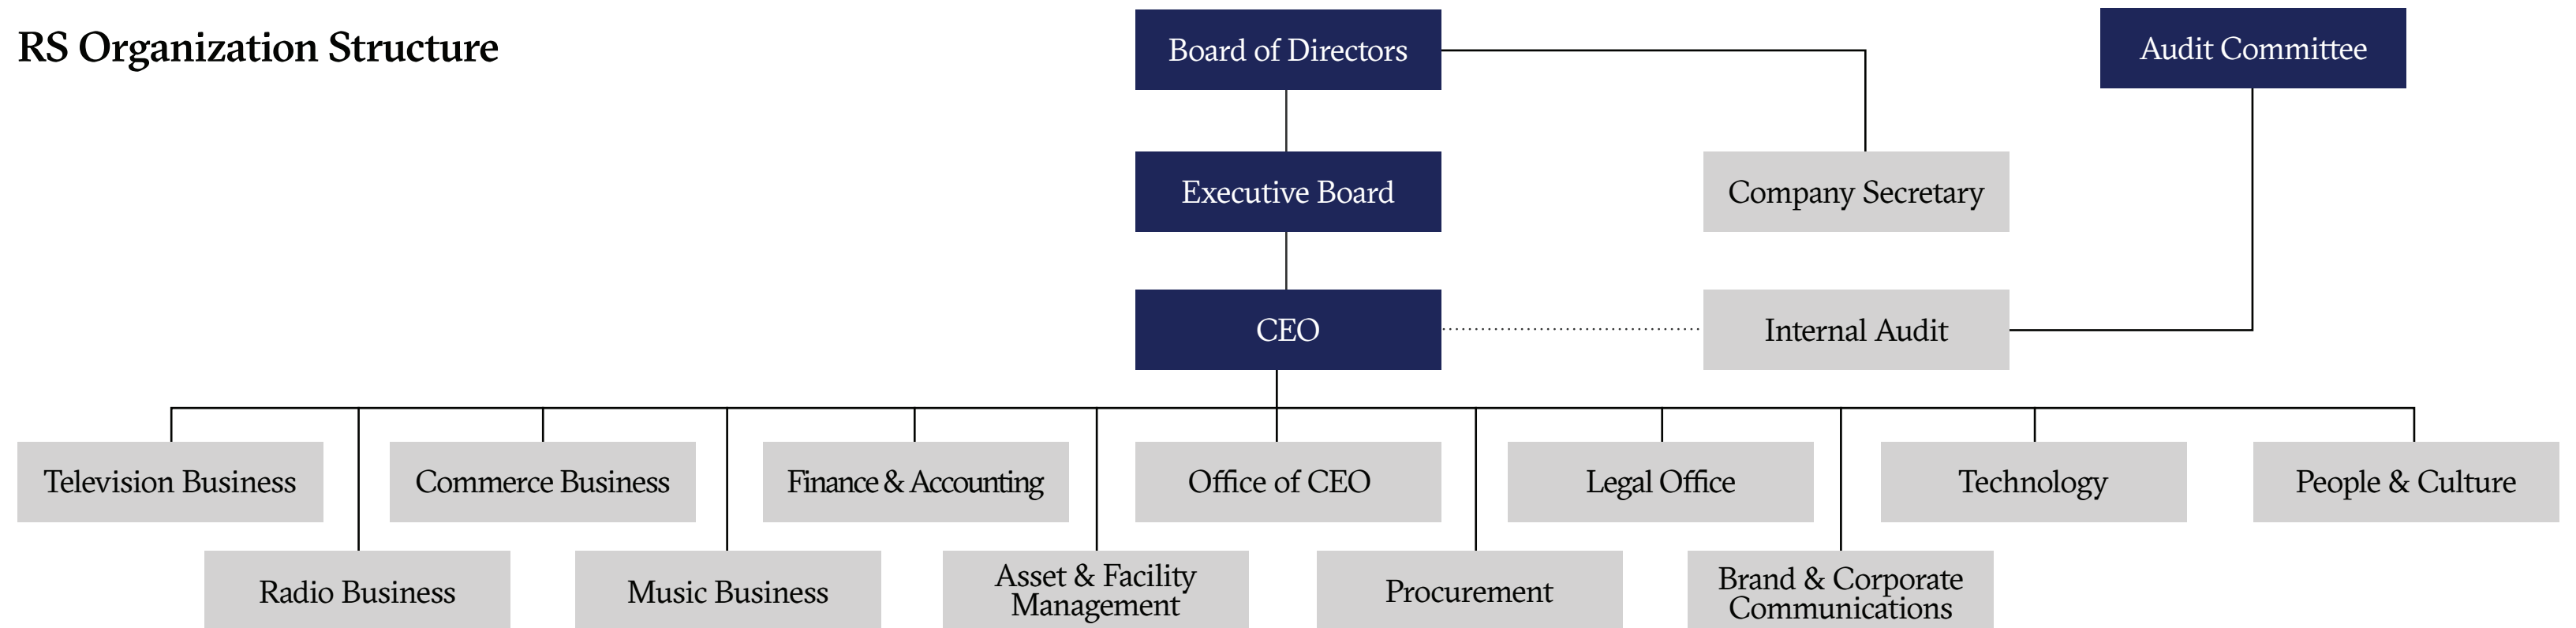 RS Organization Structure
Board of Directors
Audit Committee
Executive Board
Company Secretary
CEO
Internal Audit
Television Business
Commerce Business
Finance & Accounting
Office of CEO
Legal Office
Technology
People & Culture
Radio Business
Music Business
Asset & Facility
Management
Procurement
Brand & Corporate
Communications